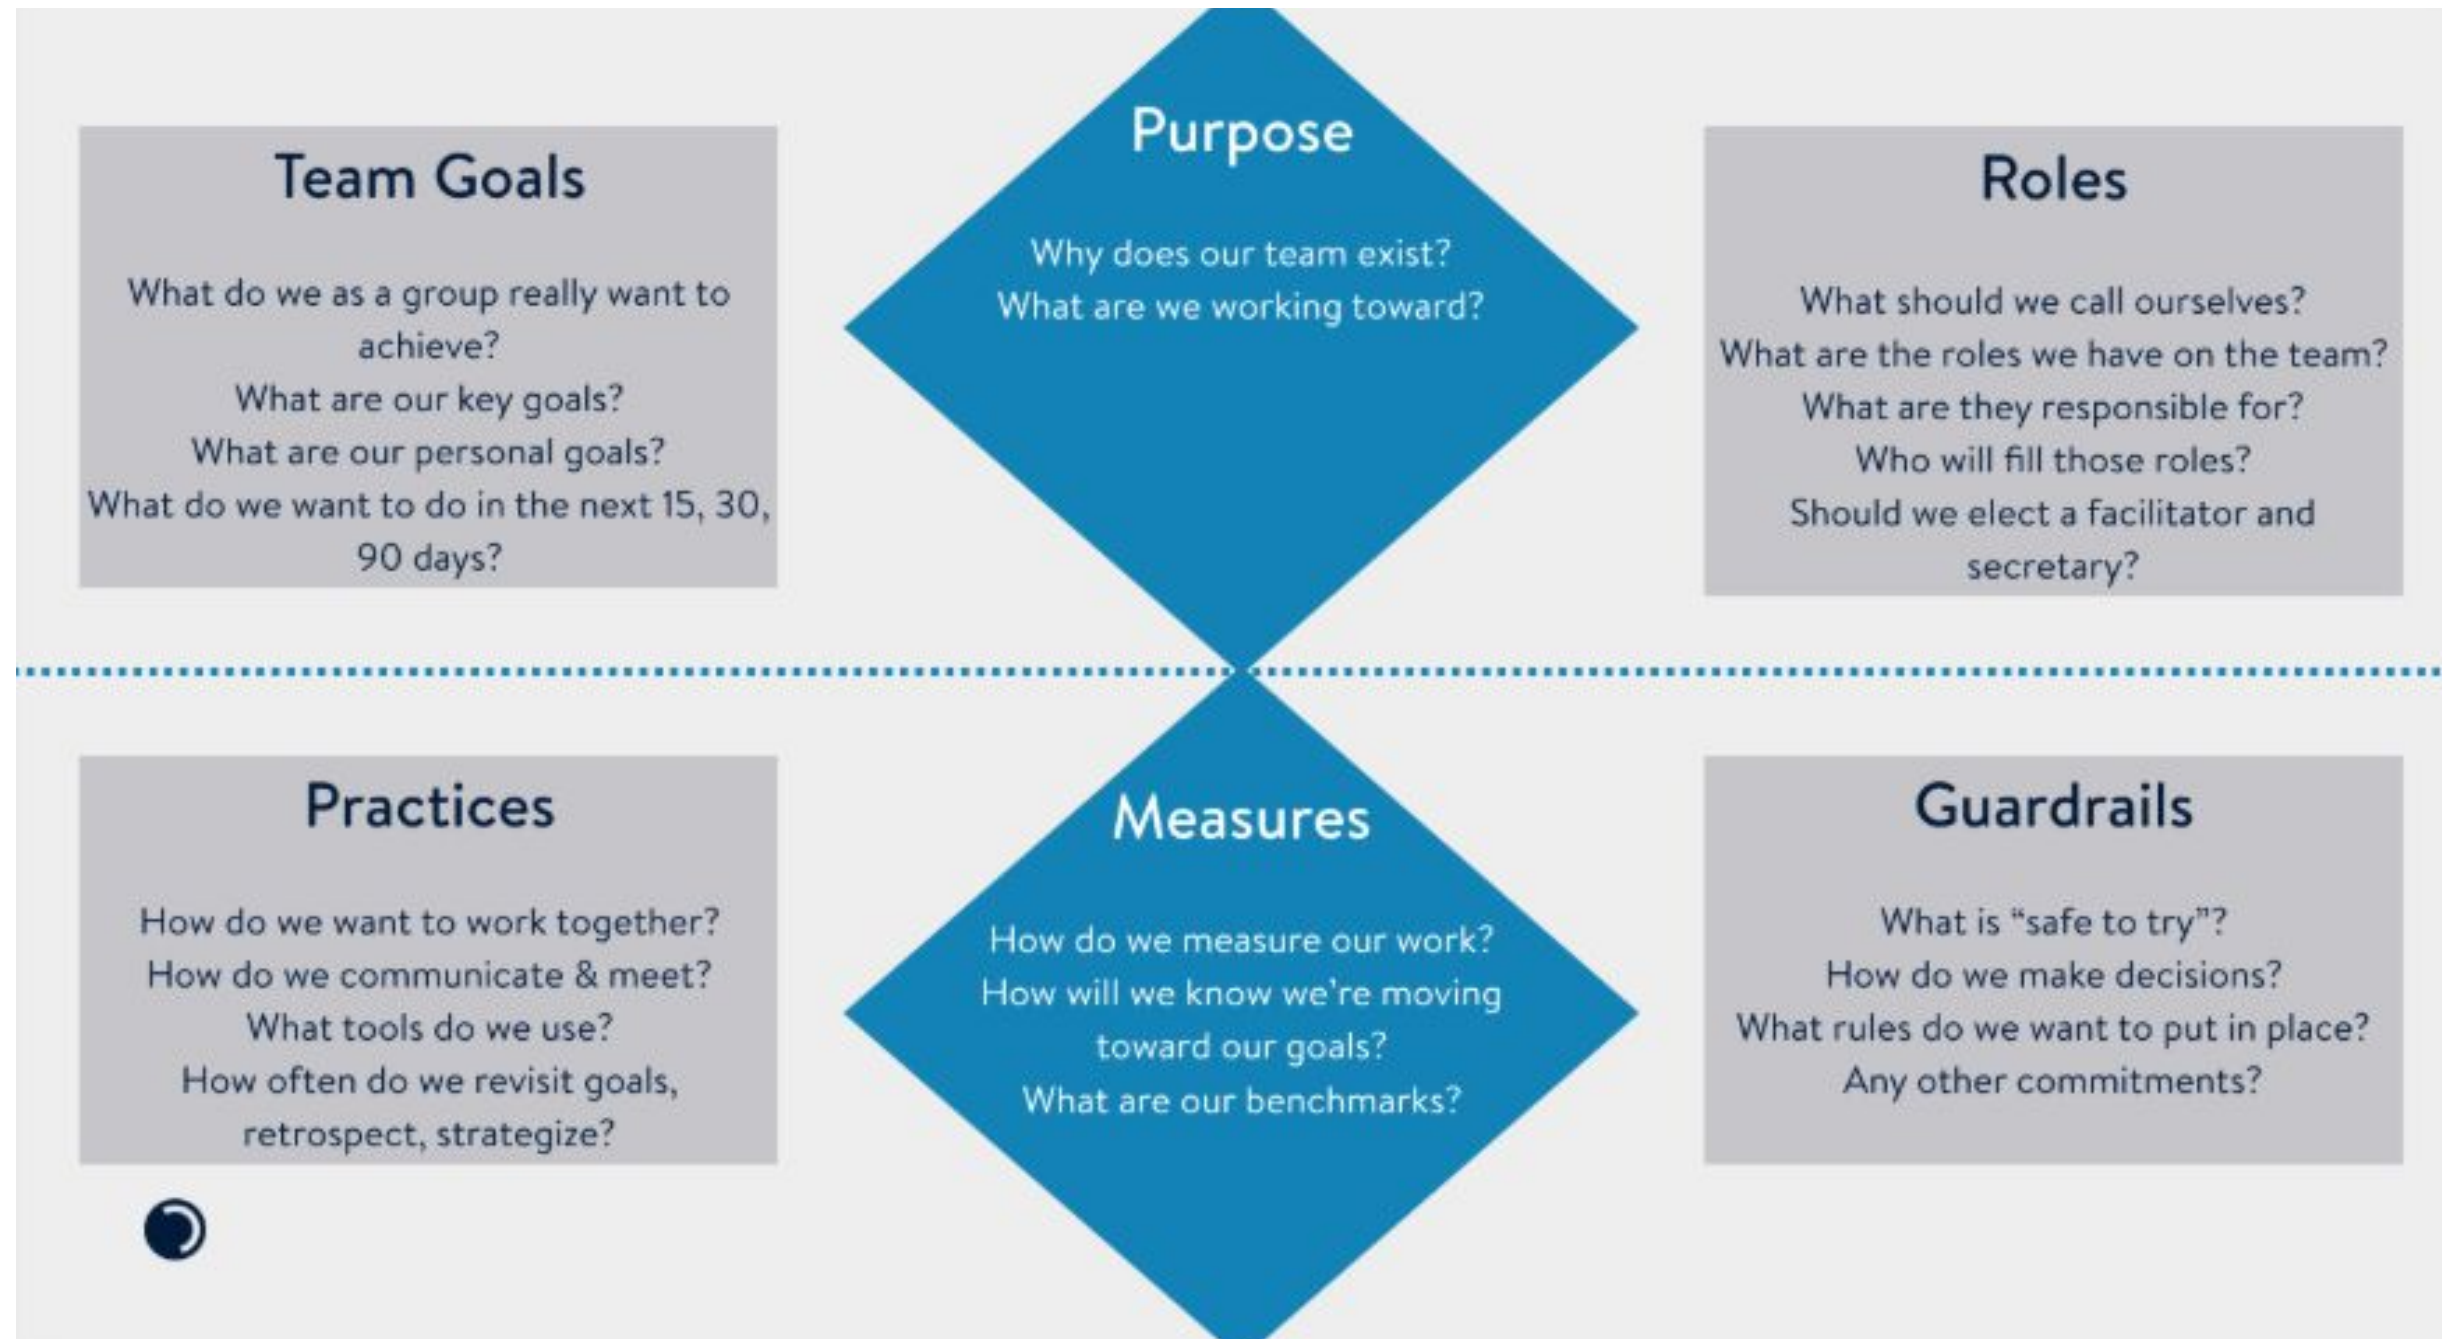 Team Goals
What do we as a group really want to
achieve?
What are our key goals?
What are our personal goals?
What do we want to do in the next 15, 30,
90 days?
Purpose
Why does our team exist?
What are we working toward?
Roles
What should we call ourselves?
What are the roles we have on the team?
What are they responsible for?
Who will fill those roles?
Should we elect a facilitator and
secretary?
Practices
How do we want to work together?
How do we communicate & meet?
What tools do we use?
How often do we revisit goals,
retrospect, strategize?
Measures
How do we measure our work?
How will we know we're moving
toward our goals?
What are our benchmarks?
Guardrails
What is “safe to try”?
How do we make decisions?
What rules do we want to put in place?
Any other commitments?